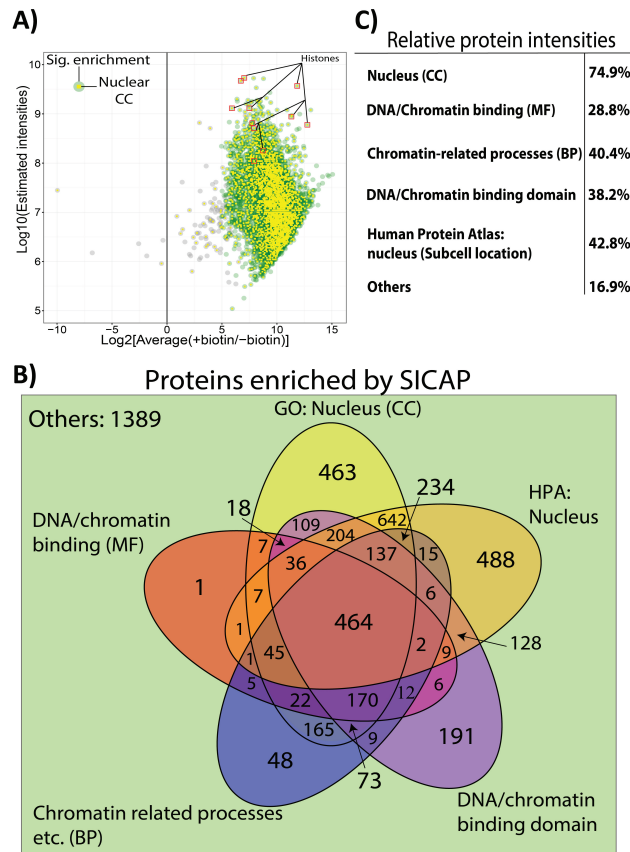 A)
Sig. enrichment
Nuclear
CC
Histones
Log10(Estimated intensities)
10
9
8
7
6
5
−10
−5
0
5
10
15
Log2[Average(+biotin/−biotin)]
C)
Relative protein intensities
Nucleus (CC) 74.9%
DNA/Chromatin binding (MF) 28.8%
Chromatin-related processes (BP) 40.4%
DNA/Chromatin binding domain 38.2%
Human Protein Atlas:
nucleus (Subcell location) 42.8%
Others 16.9%
B)
Proteins enriched by SICAP
Others: 1389
GO: Nucleus (CC)
HPA:
Nucleus
DNA/chromatin
binding (MF)
463
234
18
109
642
204
7
36
137
15
488
1
7
6
464
1
128
1
45
2
9
5
6
22
170
12
165
9
191
48
73
Chromatin related processes
etc. (BP)
DNA/chromatin
binding domain